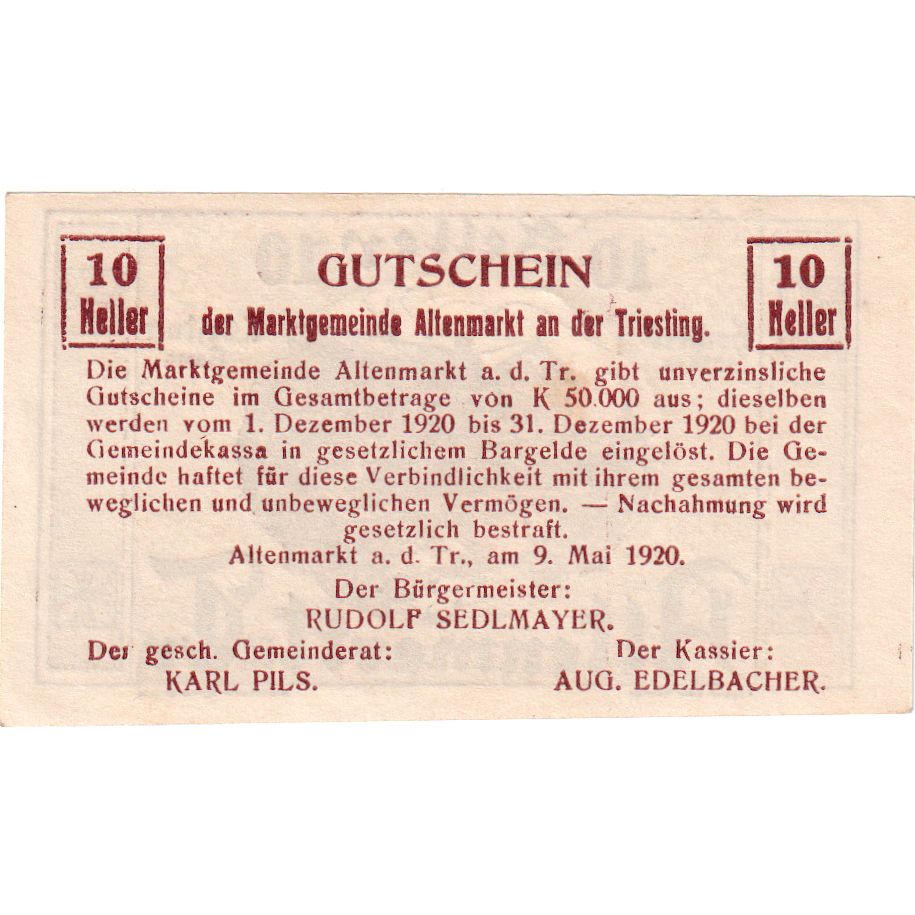 10
Heller
GUTSCHEIN
10
Heller
der Marktgemeinde Altenmarkt an der Triesting.
Die Marktgemeinde Altenmarkt a. d. Tr. gibt unverzinsliche
Gutscheine im Gesamtbetrage von K 50.000 aus; dieselben
werden vom 1. Dezember 1920 bis 31. Dezember 1920 bei der
Gemeindekassa in gesetzlichem Bargelde eingelöst. Die Ge-
meinde haftet für diese Verbindlichkeit mit ihrem gesamten be-
weglichen und unbeweglichen Vermögen. — Nachahmung wird
gesetzlich bestraft.
Altenmarkt a. d. Tr., am 9. Mai 1920.
Der Bürgermeister:
RUDOLF SEDLMAYER.
Der gesch. Gemeinderat:
KARL PILS.
Der Kassier:
AUG. EDELBACHER.